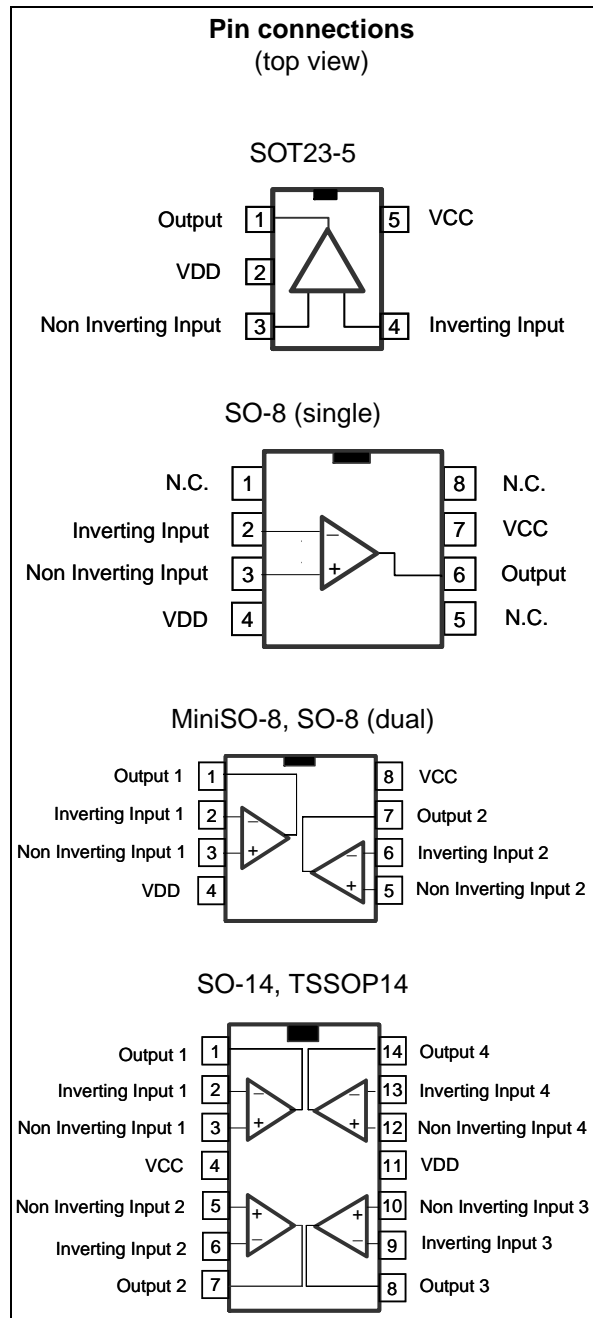 Pin connections
(top view)
SOT23-5
Output 1 5 VCC
VDD 2
Non Inverting Input 3 4 Inverting Input
SO-8 (single)
N.C. 1 8 N.C.
Inverting Input 2 − 7 VCC
Non Inverting Input 3 + 6 Output
VDD 4 5 N.C.
MiniSO-8, SO-8 (dual)
Output 1 1 8 VCC
Inverting Input 1 2 − 7 Output 2
Non Inverting Input 1 3 + − 6 Inverting Input 2
VDD 4 + 5 Non Inverting Input 2
SO-14, TSSOP14
Output 1 1 14 Output 4
Inverting Input 1 2 − − 13 Inverting Input 4
Non Inverting Input 1 3 + + 12 Non Inverting Input 4
VCC 4 11 VDD
Non Inverting Input 2 5 + + 10 Non Inverting Input 3
Inverting Input 2 6 − − 9 Inverting Input 3
Output 2 7 8 Output 3